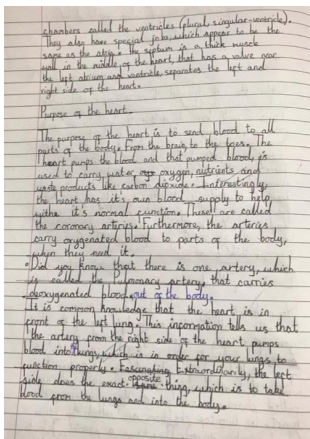 chambers called the ventricles (plural, singular-ventricle).
They also have special jobs, which appear to be the
same as the atria. The septum is a thick muscle
wall in the middle of the heart, that has a valve near
the left atrium and ventricle, separates the left and
right side of the heart.
Purpose of the heart.
The purpose of the heart is to send blood to all
parts of the body. From the brain to the toes. The
heart pumps the blood and that pumped blood, is
used to carry water, oxygen, nutrients and
waste products like carbon dioxide. Interestingly,
the heart has it's own blood supply to help
with it's normal function. These are called
the coronary arteries. Furthermore, the arteries
carry oxygenated blood to parts of the body,
when they need it.
Did you know that there is one artery, which
is called the Pulmonary artery, that carries
deoxygenated blood out of the body.
It is common knowledge that the heart is in
front of the left lung. This information tells us that
the artery from the right side of the heart pumps
blood into lungs, which is in order for your lungs to
function properly. Fascinating Extraordinarily, the left
side does the exact opposite thing, which is to take
blood from the lungs and into the body.